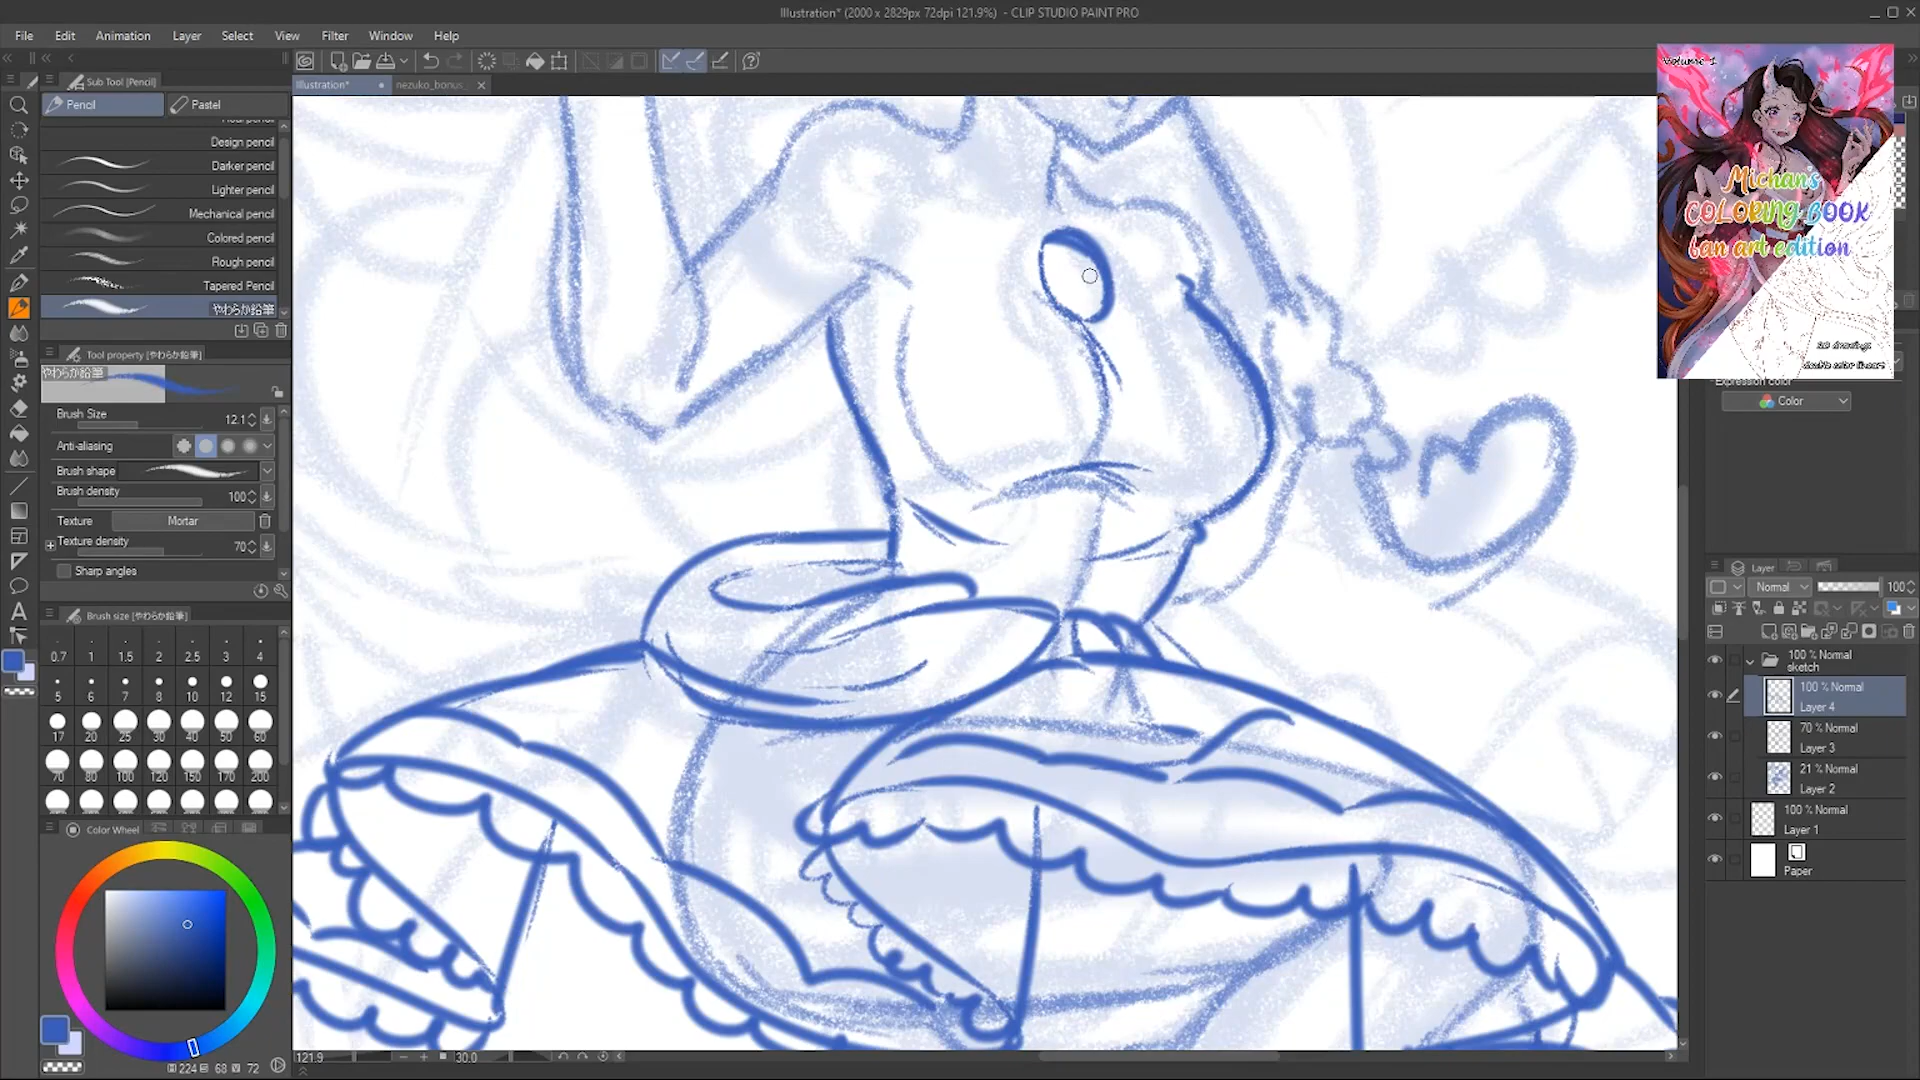 Illustration* (2000 x 2829px 72dpi 121.9%) - CLIP STUDIO PAINT PRO
File Edit Animation Layer Select View Filter Window Help
Sub Tool [Pencil]
Illustration*
nezuko_bonus_
Pencil
Pastel
Design pencil
Darker pencil
Lighter pencil
Mechanical pencil
Colored pencil
Rough pencil
Tapered Pencil
やわらか鉛筆
Tool property [やわらか鉛筆]
やわらか鉛筆
Brush Size 12.1
Anti-aliasing
Brush shape
Brush density 100
Texture Mortar
Texture density 70
Sharp angles
Brush size [やわらか鉛筆]
0.7 1 1.5 2 2.5 3 4
5 6 7 8 10 12 15
17 20 25 30 40 50 60
70 80 100 120 150 170 200
Color Wheel
224 68 72
121.9
30.0
Volume 1
Michan's
COLORING BOOK
fan art edition
20 drawings
Expression color
Color
Layer
Normal 100
100 % Normal
sketch
100 % Normal
Layer 4
70 % Normal
Layer 3
21 % Normal
Layer 2
100 % Normal
Layer 1
Paper